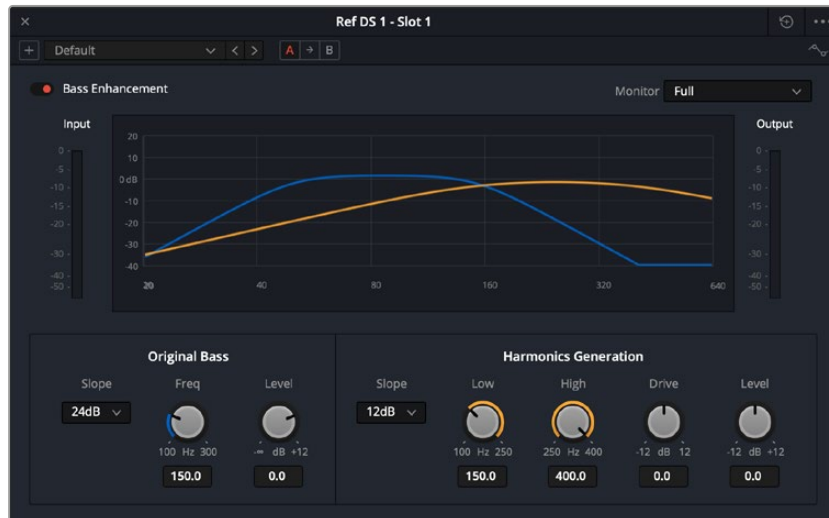 × Ref DS 1 - Slot 1
+ Default < > A → B
Bass Enhancement
Monitor Full
Input
Output
0 -
-5 -
-10 -
-15 -
-20 -
-30 -
-40 -
-50 -
20
10
0 dB
-10
-20
-30
-40
20 40 80 160 320 640
0 -
-5 -
-10 -
-15 -
-20 -
-30 -
-40 -
-50 -
Original Bass
Slope Freq Level
24dB
100 Hz 300 -∞ dB +12
150.0 0.0
Harmonics Generation
Slope Low High Drive Level
12dB
100 Hz 250 250 Hz 400 -12 dB 12 -12 dB +12
150.0 400.0 0.0 0.0